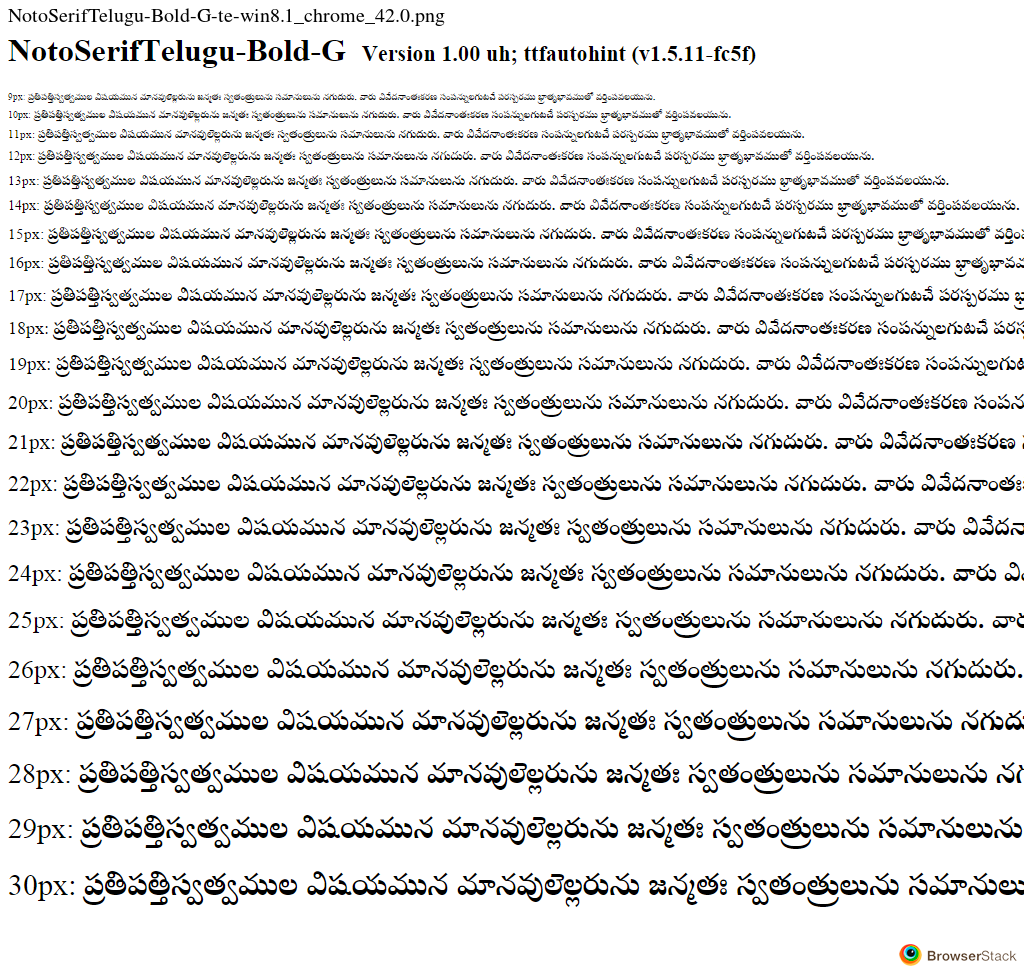 NotoSerifTelugu-Bold-G-te-win8.1_chrome_42.0.png
NotoSerifTelugu-Bold-G Version 1.00 uh; ttfautohint (v1.5.11-fc5f)
9px: ప్రతిపత్తిస్వత్వముల విషయమున మానవులెల్లరును జన్మతః స్వతంత్రులును సమానులును నగుదురు. వారు వివేదనాంతఃకరణ సంపన్నులగుటచే పరస్పరము భ్రాతృభావముతో వర్తింపవలయును.
10px: ప్రతిపత్తిస్వత్వముల విషయమున మానవులెల్లరును జన్మతః స్వతంత్రులును సమానులును నగుదురు. వారు వివేదనాంతఃకరణ సంపన్నులగుటచే పరస్పరము భ్రాతృభావముతో వర్తింపవలయును.
11px: ప్రతిపత్తిస్వత్వముల విషయమున మానవులెల్లరును జన్మతః స్వతంత్రులును సమానులును నగుదురు. వారు వివేదనాంతఃకరణ సంపన్నులగుటచే పరస్పరము భ్రాతృభావముతో వర్తింపవలయును.
12px: ప్రతిపత్తిస్వత్వముల విషయమున మానవులెల్లరును జన్మతః స్వతంత్రులును సమానులును నగుదురు. వారు వివేదనాంతఃకరణ సంపన్నులగుటచే పరస్పరము భ్రాతృభావముతో వర్తింపవలయును.
13px: ప్రతిపత్తిస్వత్వముల విషయమున మానవులెల్లరును జన్మతః స్వతంత్రులును సమానులును నగుదురు. వారు వివేదనాంతఃకరణ సంపన్నులగుటచే పరస్పరము భ్రాతృభావముతో వర్తింపవలయును.
14px: ప్రతిపత్తిస్వత్వముల విషయమున మానవులెల్లరును జన్మతః స్వతంత్రులును సమానులును నగుదురు. వారు వివేదనాంతఃకరణ సంపన్నులగుటచే పరస్పరము భ్రాతృభావముతో వర్తింపవలయును.
15px: ప్రతిపత్తిస్వత్వముల విషయమున మానవులెల్లరును జన్మతః స్వతంత్రులును సమానులును నగుదురు. వారు వివేదనాంతఃకరణ సంపన్నులగుటచే పరస్పరము భ్రాతృభావముతో వర్తిం
16px: ప్రతిపత్తిస్వత్వముల విషయమున మానవులెల్లరును జన్మతః స్వతంత్రులును సమానులును నగుదురు. వారు వివేదనాంతఃకరణ సంపన్నులగుటచే పరస్పరము
17px: ప్రతిపత్తిస్వత్వముల విషయమున మానవులెల్లరును జన్మతః స్వతంత్రులును సమానులును నగుదురు. వారు వివేదనాంతఃకరణ సంపన్నులగుటచే పరస్పరము
18px: ప్రతిపత్తిస్వత్వముల విషయమున మానవులెల్లరును జన్మతః స్వతంత్రులును సమానులును నగుదురు. వారు వివేదనాంతఃకరణ సంపన్నులగుటచే
19px: ప్రతిపత్తిస్వత్వముల విషయమున మానవులెల్లరును జన్మతః స్వతంత్రులును సమానులును నగుదురు. వారు వివేదనాంతఃకరణ సంపన్నులగుట
20px: ప్రతిపత్తిస్వత్వముల విషయమున మానవులెల్లరును జన్మతః స్వతంత్రులును సమానులును నగుదురు. వారు వివేదనాంతఃకరణ
21px: ప్రతిపత్తిస్వత్వముల విషయమున మానవులెల్లరును జన్మతః స్వతంత్రులును సమానులును నగుదురు. వారు వివేదనాంతఃకరణ
22px: ప్రతిపత్తిస్వత్వముల విషయమున మానవులెల్లరును జన్మతః స్వతంత్రులును సమానులును నగుదురు. వారు వివేదనాంతః
23px: ప్రతిపత్తిస్వత్వముల విషయమున మానవులెల్లరును జన్మతః స్వతంత్రులును సమానులును నగుదురు. వారు వివేదన
24px: ప్రతిపత్తిస్వత్వముల విషయమున మానవులెల్లరును జన్మతః స్వతంత్రులును సమానులును నగుదురు. వారు వి
25px: ప్రతిపత్తిస్వత్వముల విషయమున మానవులెల్లరును జన్మతః స్వతంత్రులును సమానులును నగుదురు. వార
26px: ప్రతిపత్తిస్వత్వముల విషయమున మానవులెల్లరును జన్మతః స్వతంత్రులును సమానులును నగుదురు.
27px: ప్రతిపత్తిస్వత్వముల విషయమున మానవులెల్లరును జన్మతః స్వతంత్రులును సమానులును నగుదు
28px: ప్రతిపత్తిస్వత్వముల విషయమున మానవులెల్లరును జన్మతః స్వతంత్రులును సమానులును నగ
29px: ప్రతిపత్తిస్వత్వముల విషయమున మానవులెల్లరును జన్మతః స్వతంత్రులును సమానులును
30px: ప్రతిపత్తిస్వత్వముల విషయమున మానవులెల్లరును జన్మతః స్వతంత్రులును సమానులు
BrowserStack